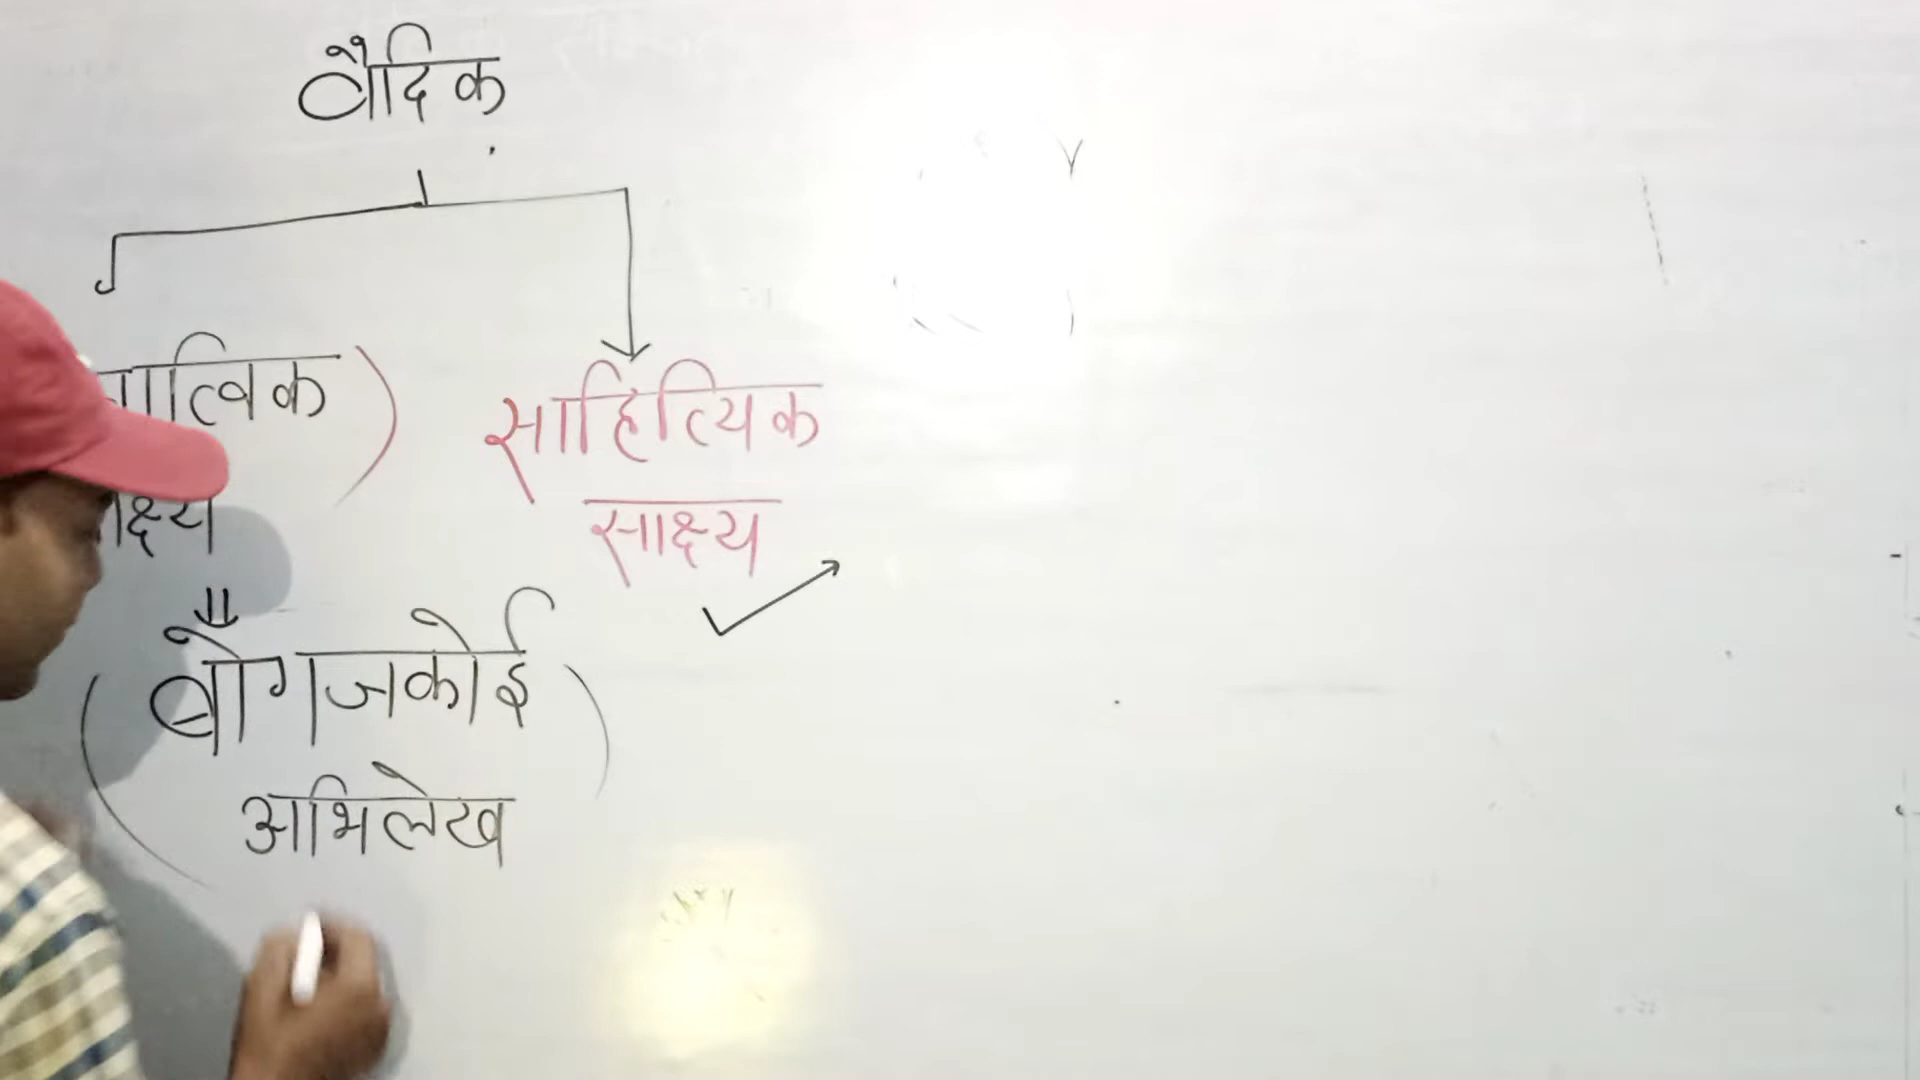 वैदिक
साहित्यिक
साक्ष्य
बोगजकोई
अभिलेख